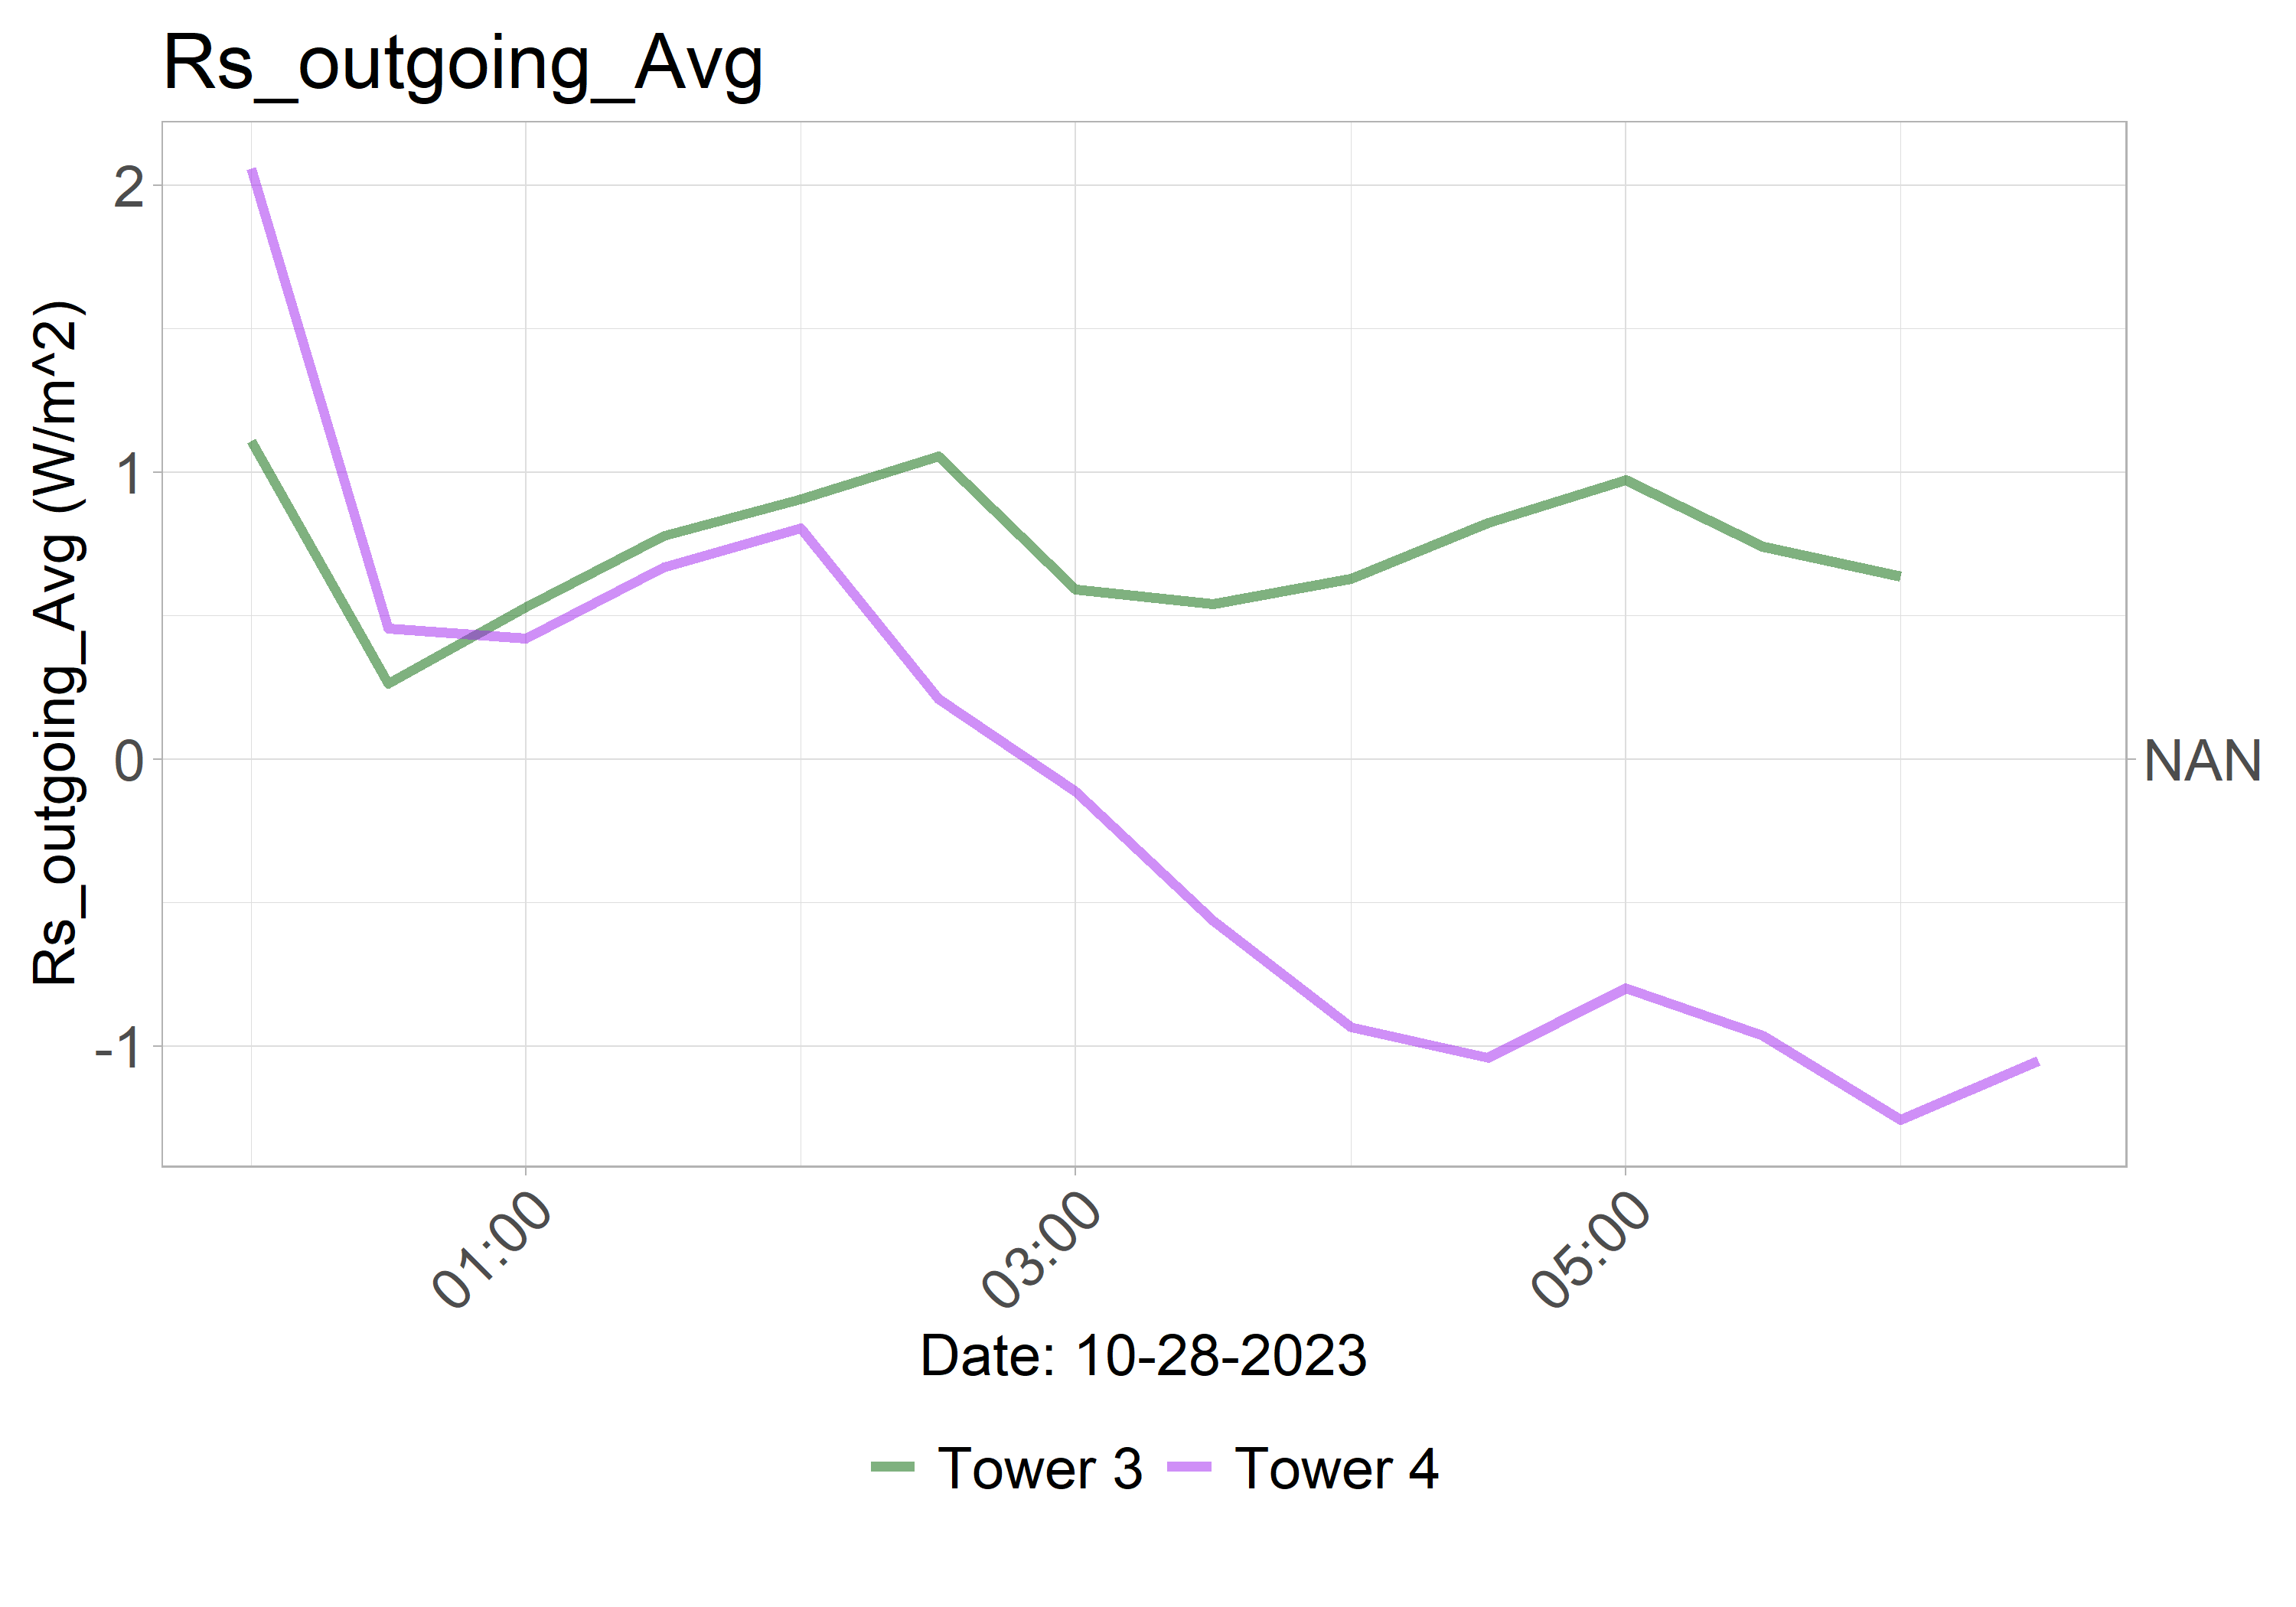 Rs_outgoing_Avg
Rs_outgoing_Avg (W/m^2)
2
1
0
-1
NAN
01:00
03:00
05:00
Date: 10-28-2023
Tower 3
Tower 4